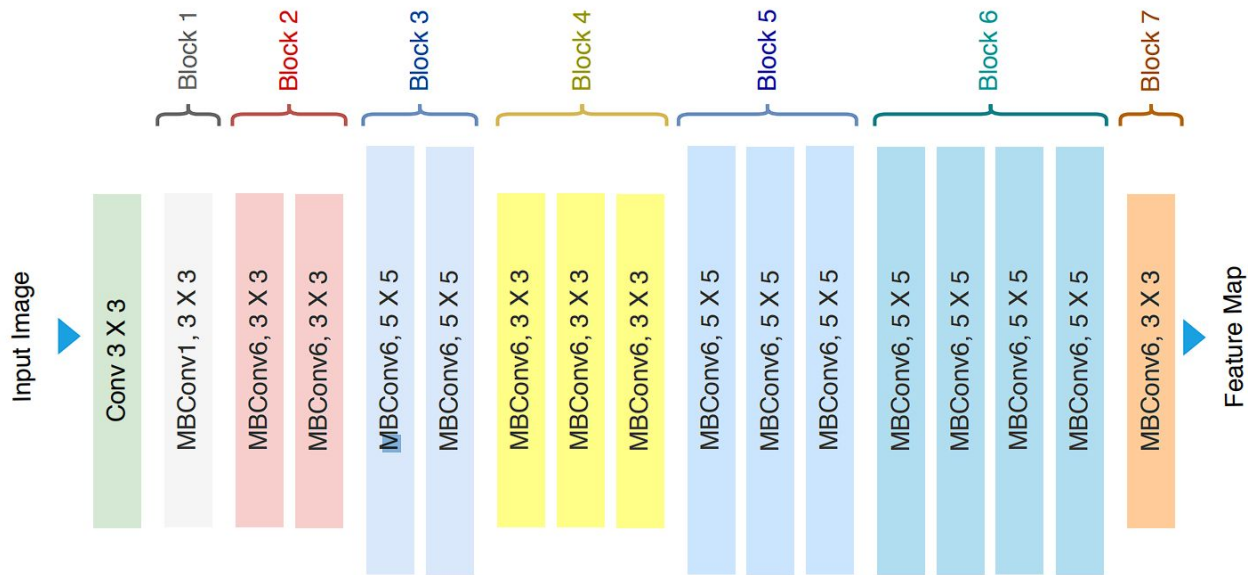 Input Image
Conv 3 X 3
Block 1
MBConv1, 3 X 3
Block 2
MBConv6, 3 X 3
MBConv6, 3 X 3
Block 3
MBConv6, 5 X 5
MBConv6, 5 X 5
Block 4
MBConv6, 3 X 3
MBConv6, 3 X 3
MBConv6, 3 X 3
Block 5
MBConv6, 5 X 5
MBConv6, 5 X 5
MBConv6, 5 X 5
Block 6
MBConv6, 5 X 5
MBConv6, 5 X 5
MBConv6, 5 X 5
MBConv6, 5 X 5
Block 7
MBConv6, 3 X 3
Feature Map